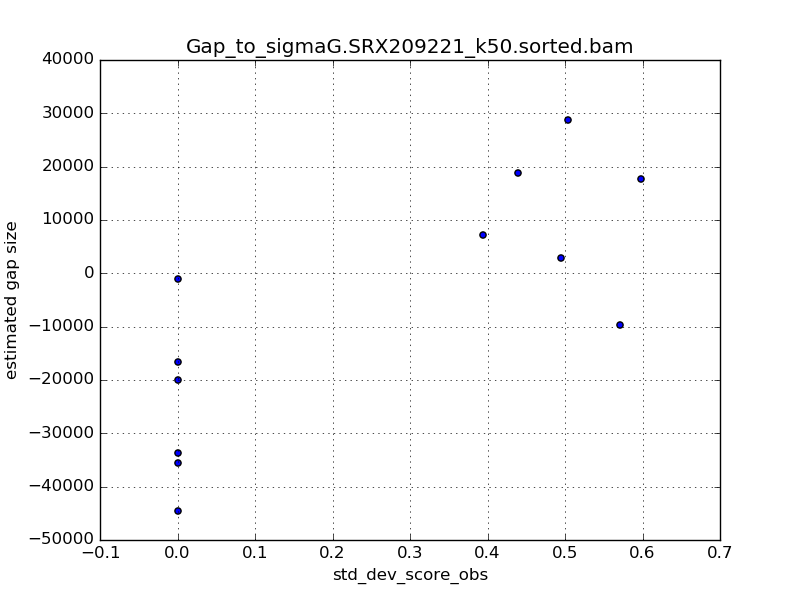 Gap_to_sigmaG.SRX209221_k50.sorted.bam
40000
30000
20000
10000
0
−10000
−20000
−30000
−40000
−50000
estimated gap size
−0.1 0.0 0.1 0.2 0.3 0.4 0.5 0.6 0.7
std_dev_score_obs